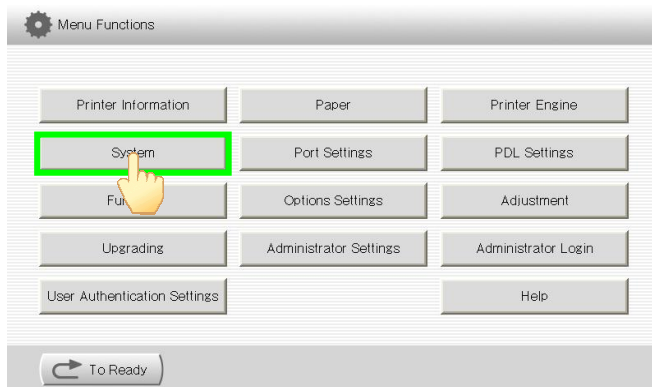 Menu Functions
Printer Information
Paper
Printer Engine
System
Port Settings
PDL Settings
Options Settings
Adjustment
Upgrading
Administrator Settings
Administrator Login
User Authentication Settings
Help
To Ready